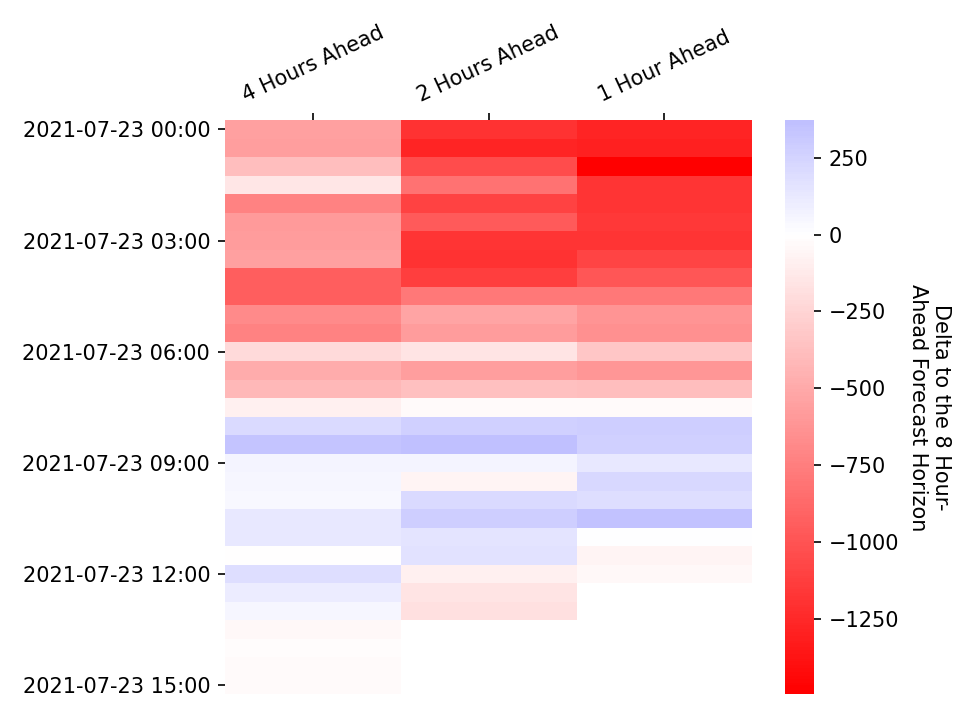 4 Hours Ahead
2 Hours Ahead
1 Hour Ahead
2021-07-23 00:00
2021-07-23 03:00
2021-07-23 06:00
2021-07-23 09:00
2021-07-23 12:00
2021-07-23 15:00
250
0
−250
−500
−750
−1000
−1250
Delta to the 8 Hour-
Ahead Forecast Horizon